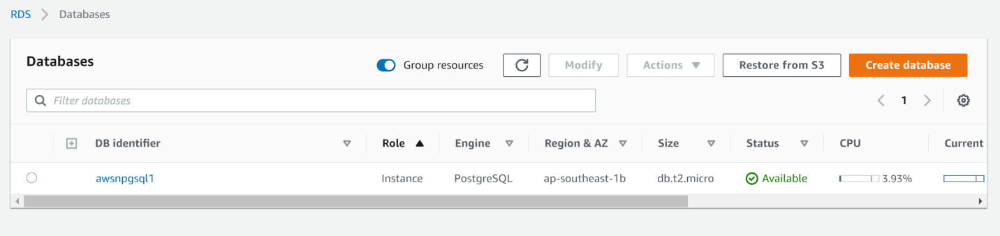 RDS > Databases
Databases Group resources Modify Actions Restore from S3 Create database
Filter databases 1
DB identifier Role Engine Region & AZ Size Status CPU Current
awsnpgsql1 Instance PostgreSQL ap-southeast-1b db.t2.micro Available 3.93%